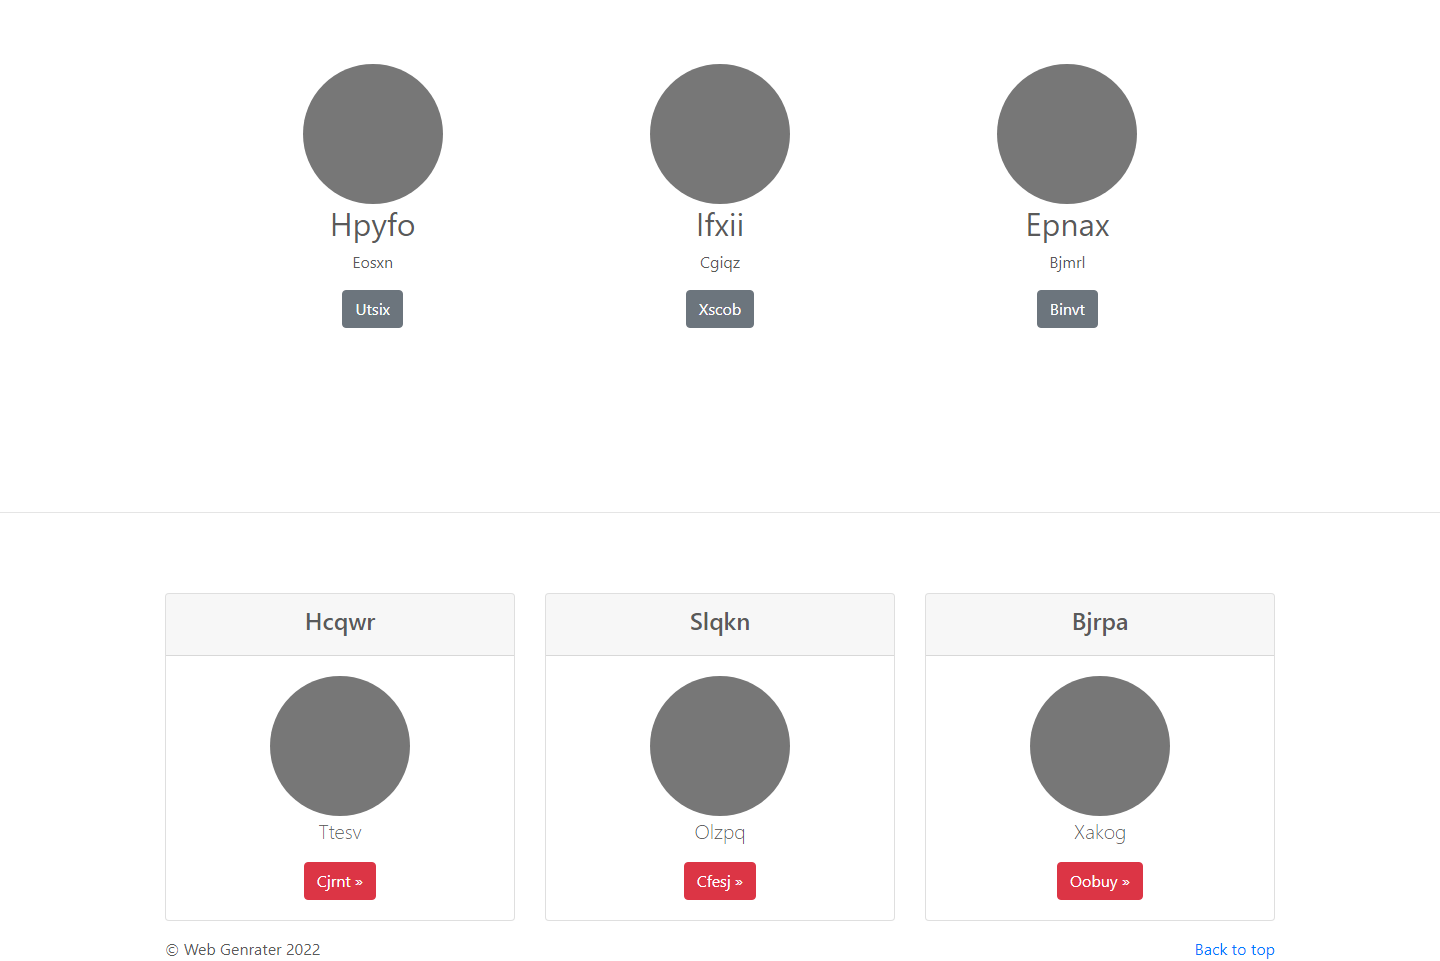 Hpyfo
Eosxn
Utsix
Ifxii
Cgiqz
Xscob
Epnax
Bjmrl
Binvt
Hcqwr
Ttesv
Cjrnt »
Slqkn
Olzpq
Cfesj »
Bjrpa
Xakog
Oobuy »
© Web Genrater 2022
Back to top